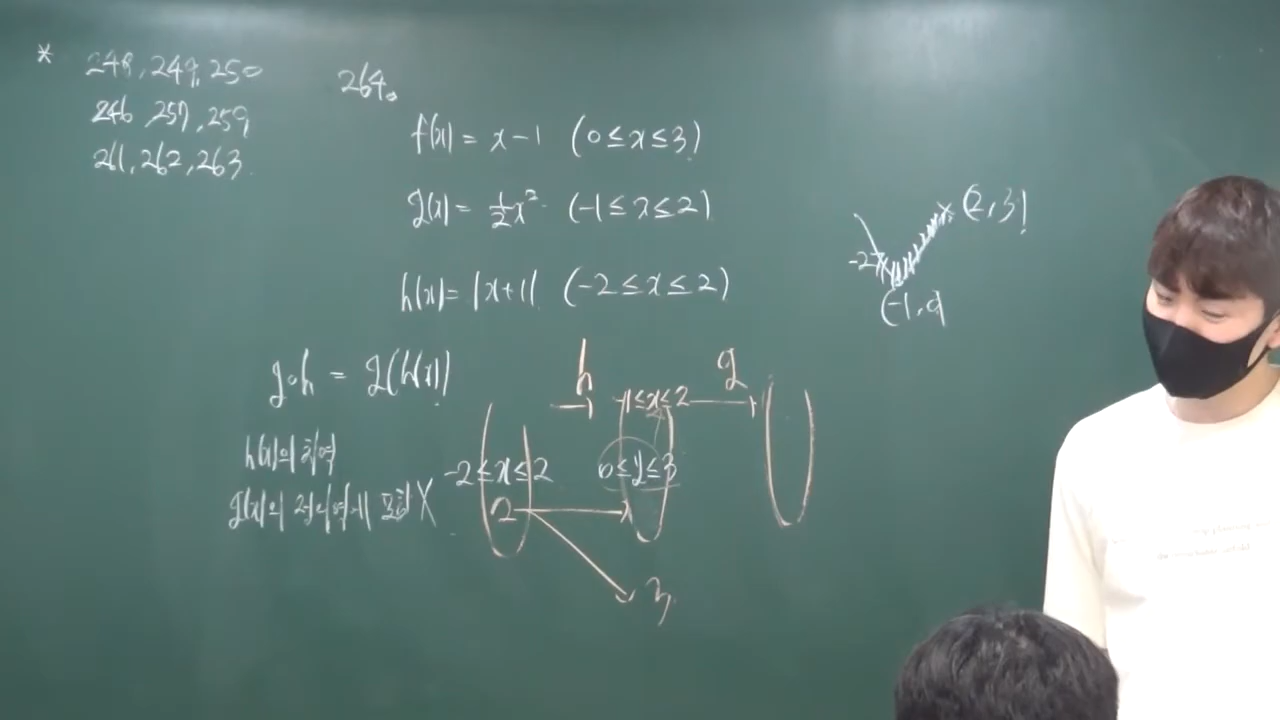 * 248, 249, 250
246, 257, 259
261, 262, 263
264.
f(x) = x-1 (0≤x≤3)
g(x) = ½x² (-1≤x≤2)
h(x) = |x+1| (-2≤x≤2)
-2
(2, 3)
(-1, 0)
g∘h = g(h(x))
h g
-1≤x≤2
h(x)의 치역
-2≤x≤2 0≤y≤3
g(x)의 정의역에 포함 X
2
3